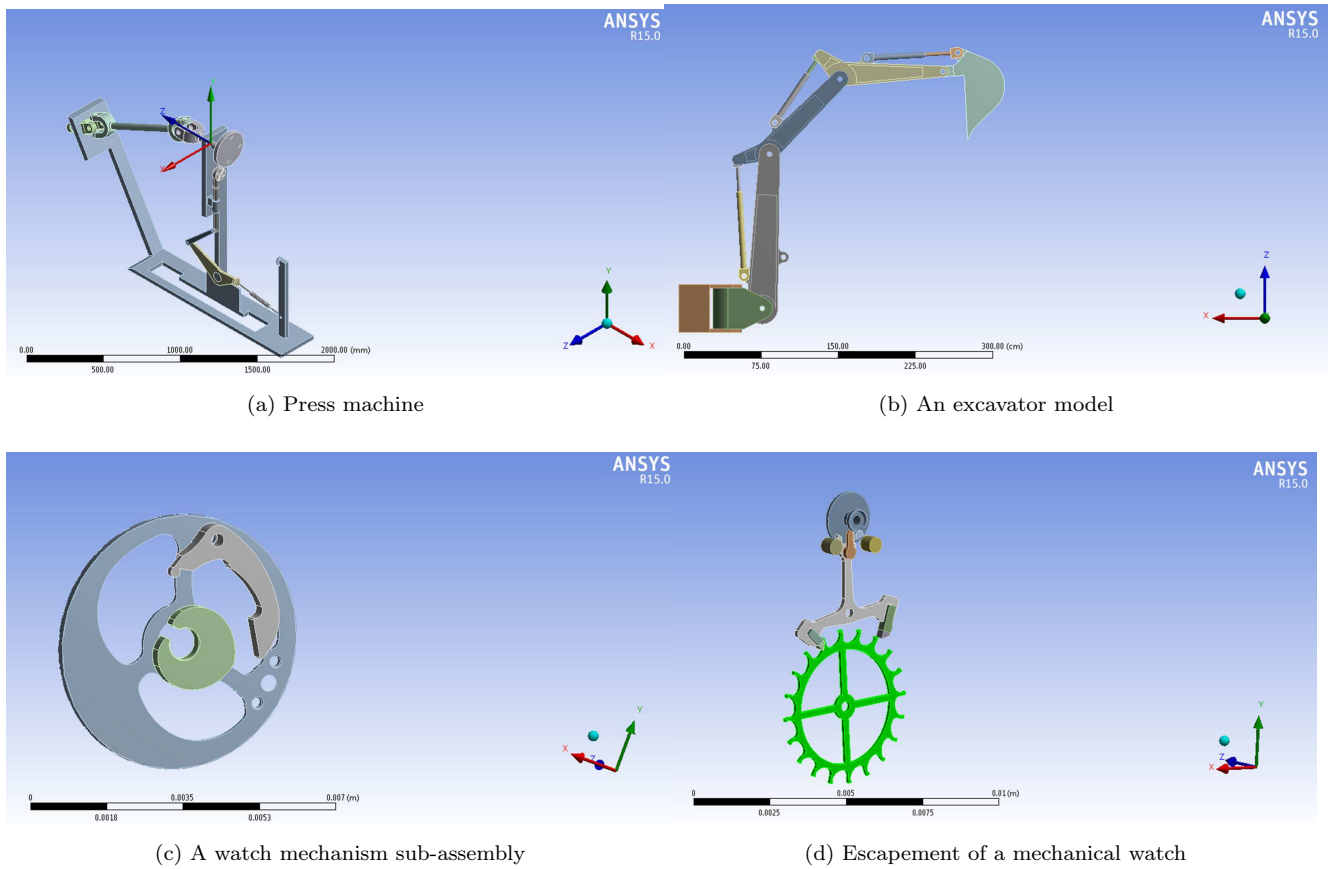 ANSYS
R15.0
Y
Z
X
Y
Z
X
0.00 1000.00 2000.00 (mm)
500.00 1500.00
(a) Press machine
ANSYS
R15.0
Z
X
0.00 150.00 300.00 (cm)
75.00 225.00
(b) An excavator model
ANSYS
R15.0
Y
X
Z
0 0.0035 0.007 (m)
0.0018 0.0053
(c) A watch mechanism sub-assembly
ANSYS
R15.0
Y
Z
X
0 0.005 0.01 (m)
0.0025 0.0075
(d) Escapement of a mechanical watch